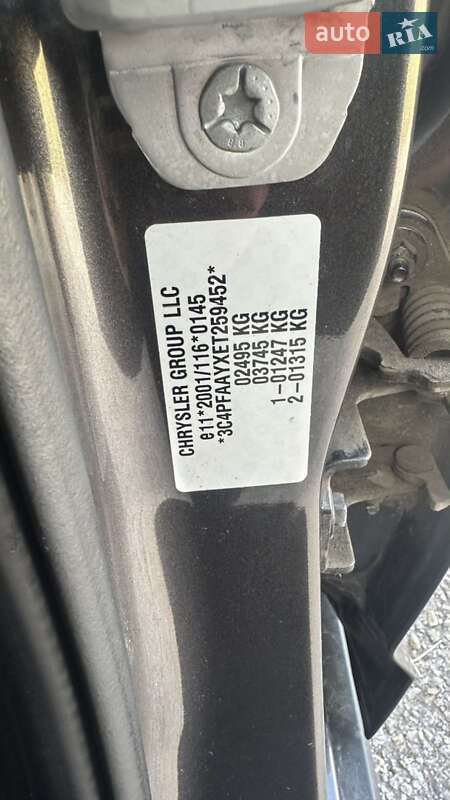 auto RIA.com
CHRYSLER GROUP LLC
e11*2001/116*0145
*3C4PFAAYXET259452*
02495 KG
03745 KG
1-01247 KG
2-01315 KG